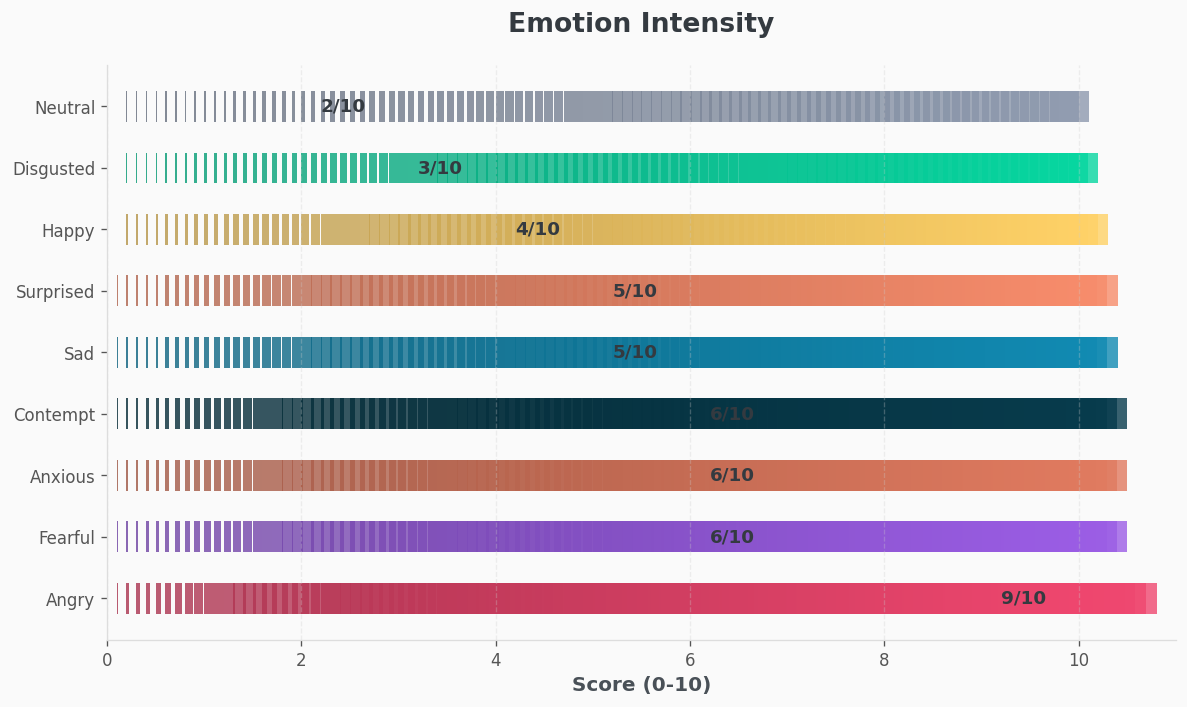 Emotion Intensity
Neutral 2/10
Disgusted 3/10
Happy 4/10
Surprised 5/10
Sad 5/10
Contempt 6/10
Anxious 6/10
Fearful 6/10
Angry 9/10
0 2 4 6 8 10
Score (0-10)